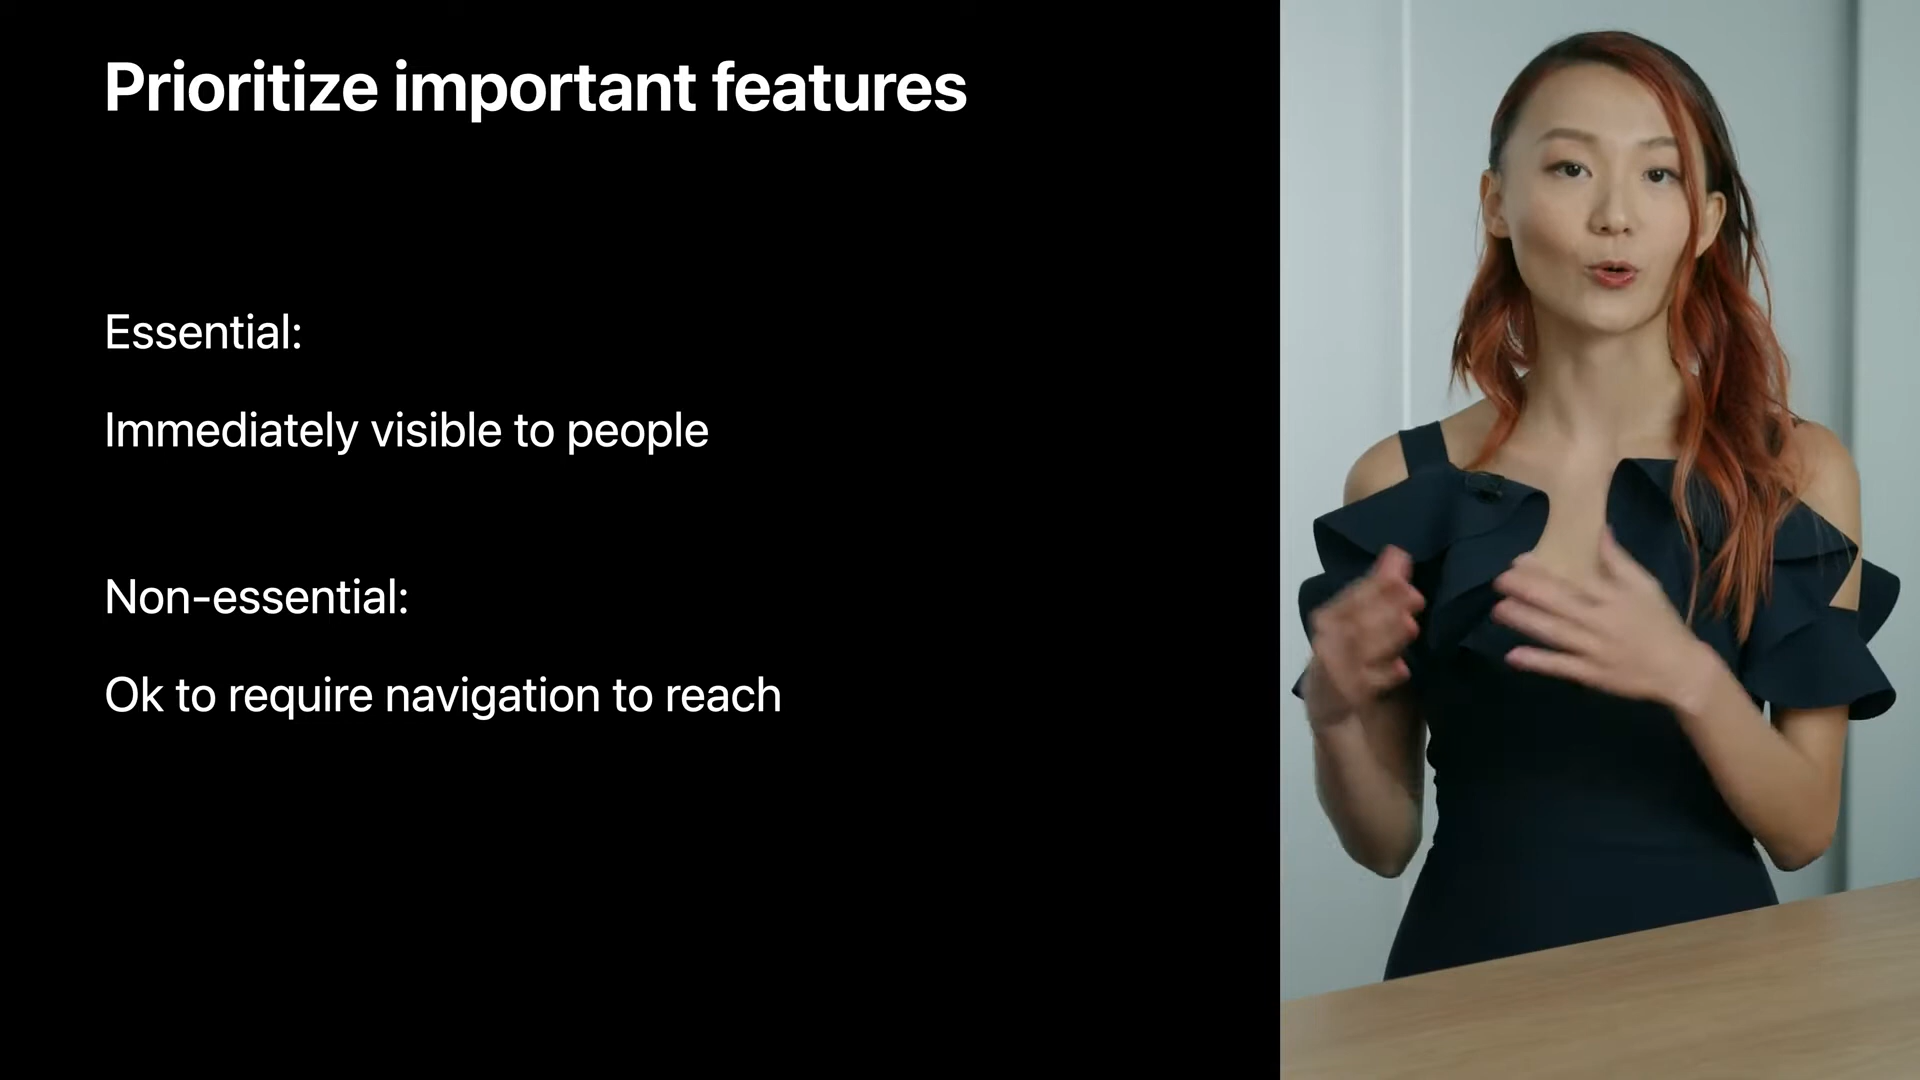 Prioritize important features
Essential:
Immediately visible to people
Non-essential:
Ok to require navigation to reach